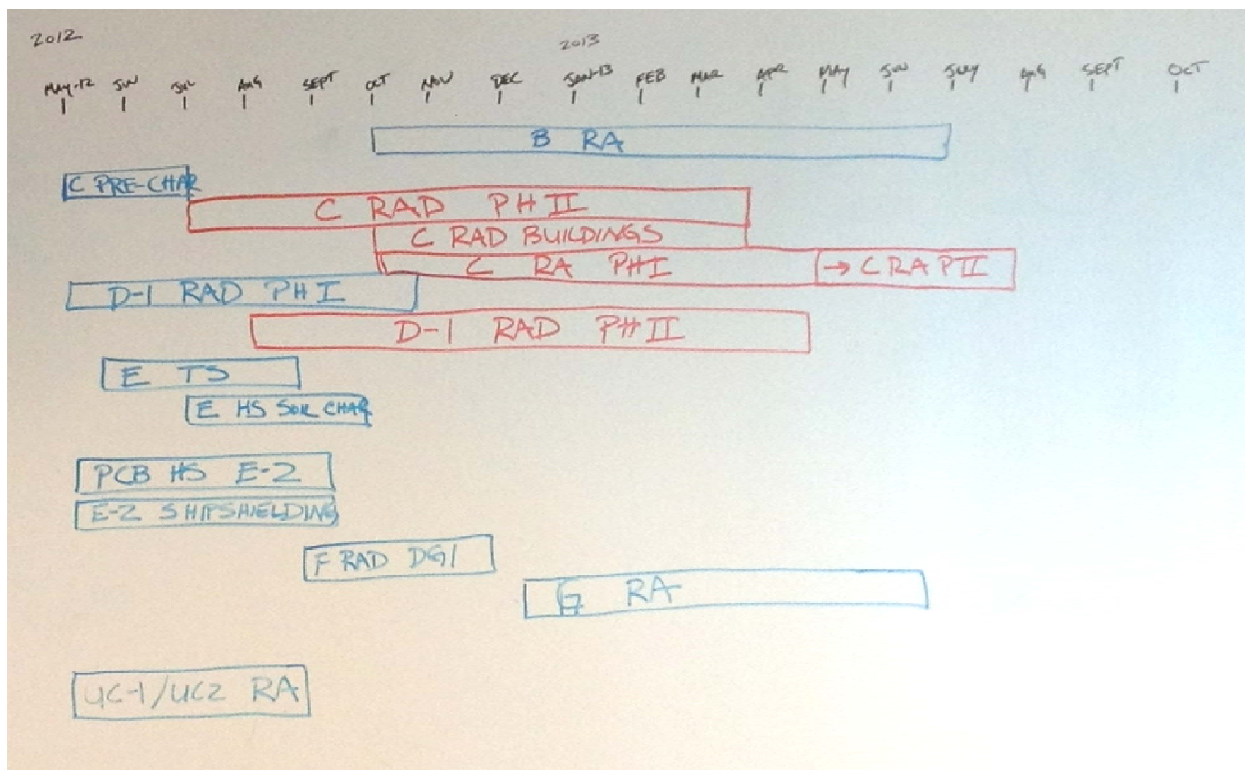 2012
2013
MAY-12 JUN JUL AUG SEPT OCT NOV DEC JAN-13 FEB MAR APR MAY JUN JULY AUG SEPT OCT
B RA
C PRE-CHAR
C RAD PH II
C RAD BUILDINGS
C RA PHI
→ C RA PII
D-1 RAD PH I
D-1 RAD PH II
E TS
E HS SOIL CHAR
PCB HS E-2
E-2 SHIPSHIELDING
F RAD DGI
G RA
UC-1/UC2 RA